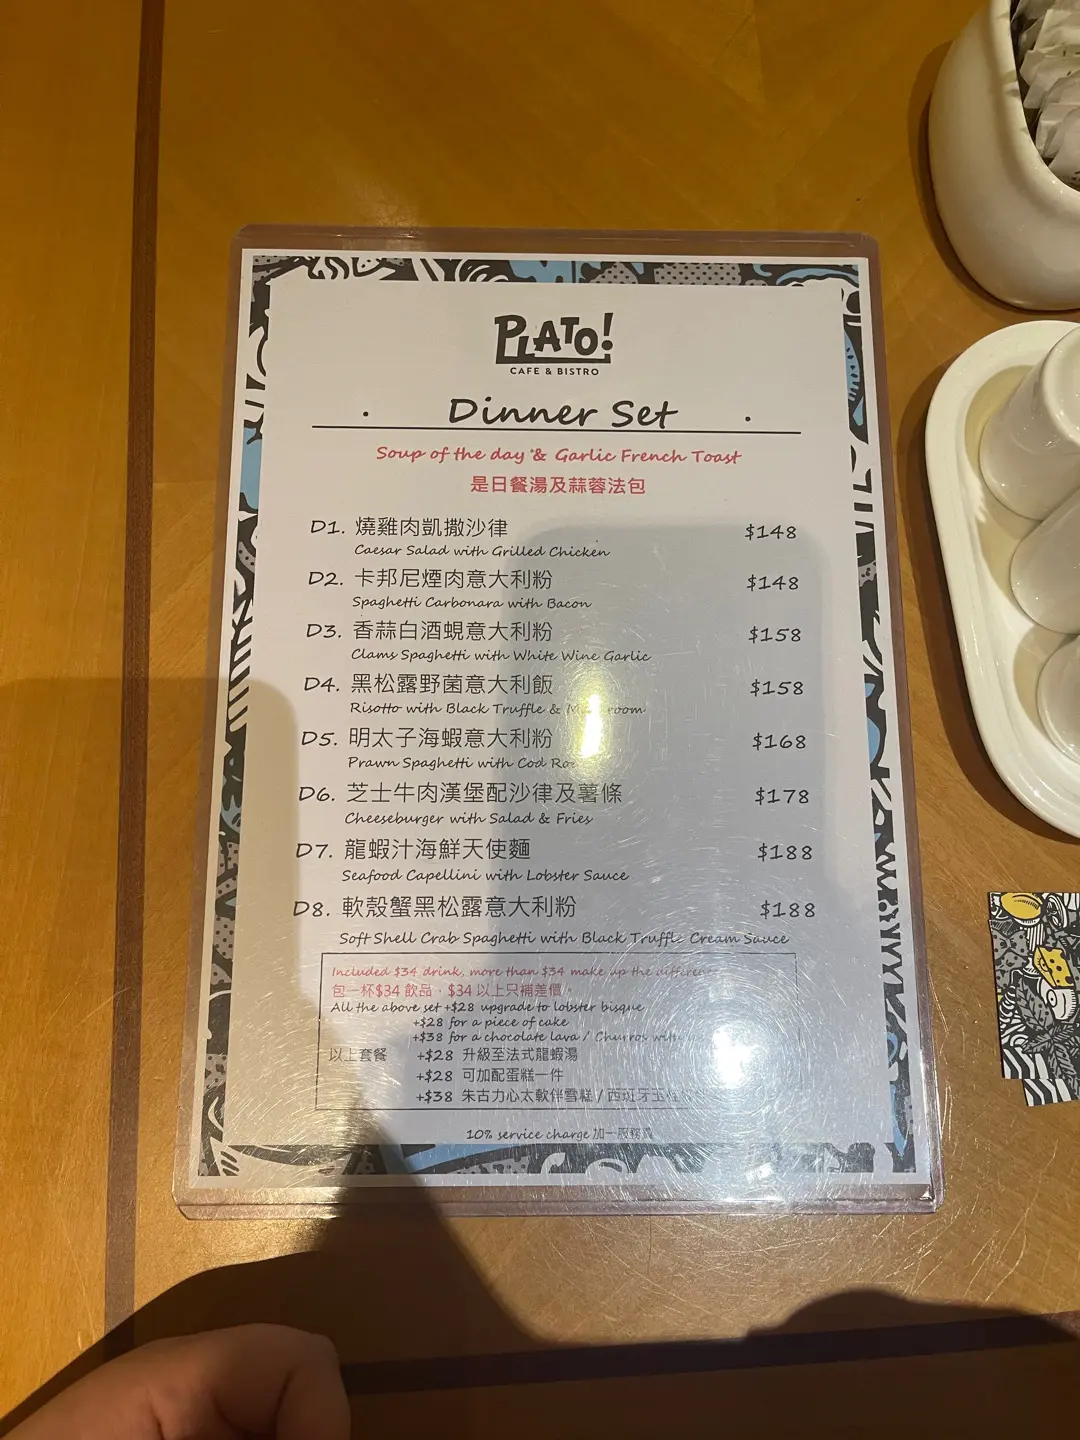 PLATO!
CAFE & BISTRO
Dinner Set
Soup of the day & Garlic French Toast
是日餐湯及蒜蓉法包
D1. 燒雞肉凱撒沙律 $148
Caesar Salad with Grilled Chicken
D2. 卡邦尼煙肉意大利粉 $148
Spaghetti Carbonara with Bacon
D3. 香蒜白酒蜆意大利粉 $158
Clams Spaghetti with White Wine Garlic
D4. 黑松露野菌意大利飯 $158
Risotto with Black Truffle &
D5. 明太子海蝦意大利粉 $168
Prawn Spaghetti with Cod
D6. 芝士牛肉漢堡配沙律及薯條 $178
Cheeseburger with Salad & Fries
D7. 龍蝦汁海鮮天使麵 $188
Seafood Capellini with Lobster Sauce
D8. 軟殼蟹黑松露意大利粉 $188
Soft Shell Crab Spaghetti with Black Truffle Cream Sauce
Included $34 drink, more than $34 make up the difference
包一杯$34 飲品，$34 以上只補差價。
All the above set +$28 upgrade to lobster bisque
+$28 for a piece of cake
+$38 for a chocolate lava / Churros
以上套餐 +$28 升級至法式龍蝦湯
+$28 可加配蛋糕一件
+$38 朱古力心太軟伴雪糕 / 西班牙
10% service charge 加一服務費